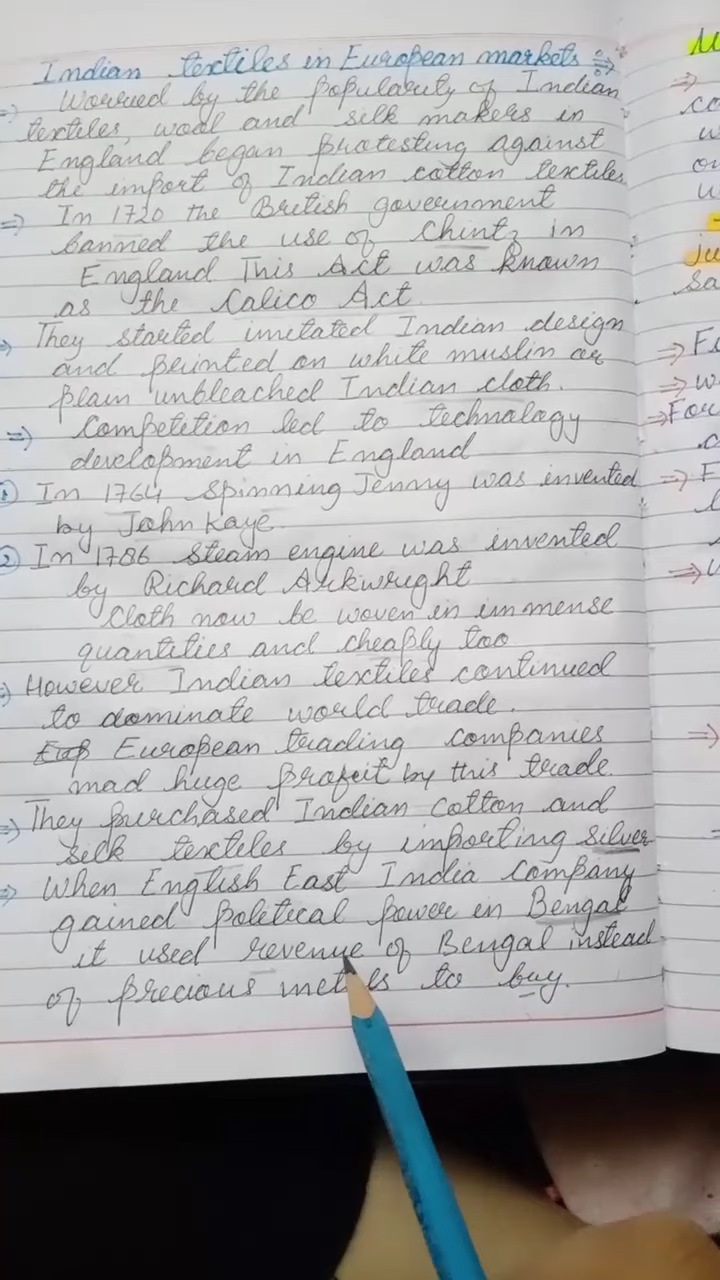 Indian textiles in European markets :⇒
⇒ Worried by the popularity of Indian
textiles, wool and silk makers in
England began protesting against
the import of Indian cotton textiles.
⇒ In 1720 the British government
banned the use of Chintz in
England This Act was known
as the Calico Act.
⇒ They started imitated Indian design
and printed on white muslin or
plain unbleached Indian cloth.
⇒ Competetion led to technology
development in England
① In 1764 Spinning Jenny was invented
by John Kaye.
② In 1786 Steam engine was invented
by Richard Arkwright
Cloth now be woven in immense
quantities and cheaply too
⇒ However Indian textiles continued
to dominate world trade.
European trading companies
mad huge profeit by this trade.
⇒ They purchased Indian cotton and
silk textiles by importing silver
⇒ When English East India Company
gained political power in Bengal
it used revenue of Bengal instead
of precious metals to buy.
⇒
co
⇒ Fo
⇒ w
⇒ For
⇒ F
⇒ u
⇒